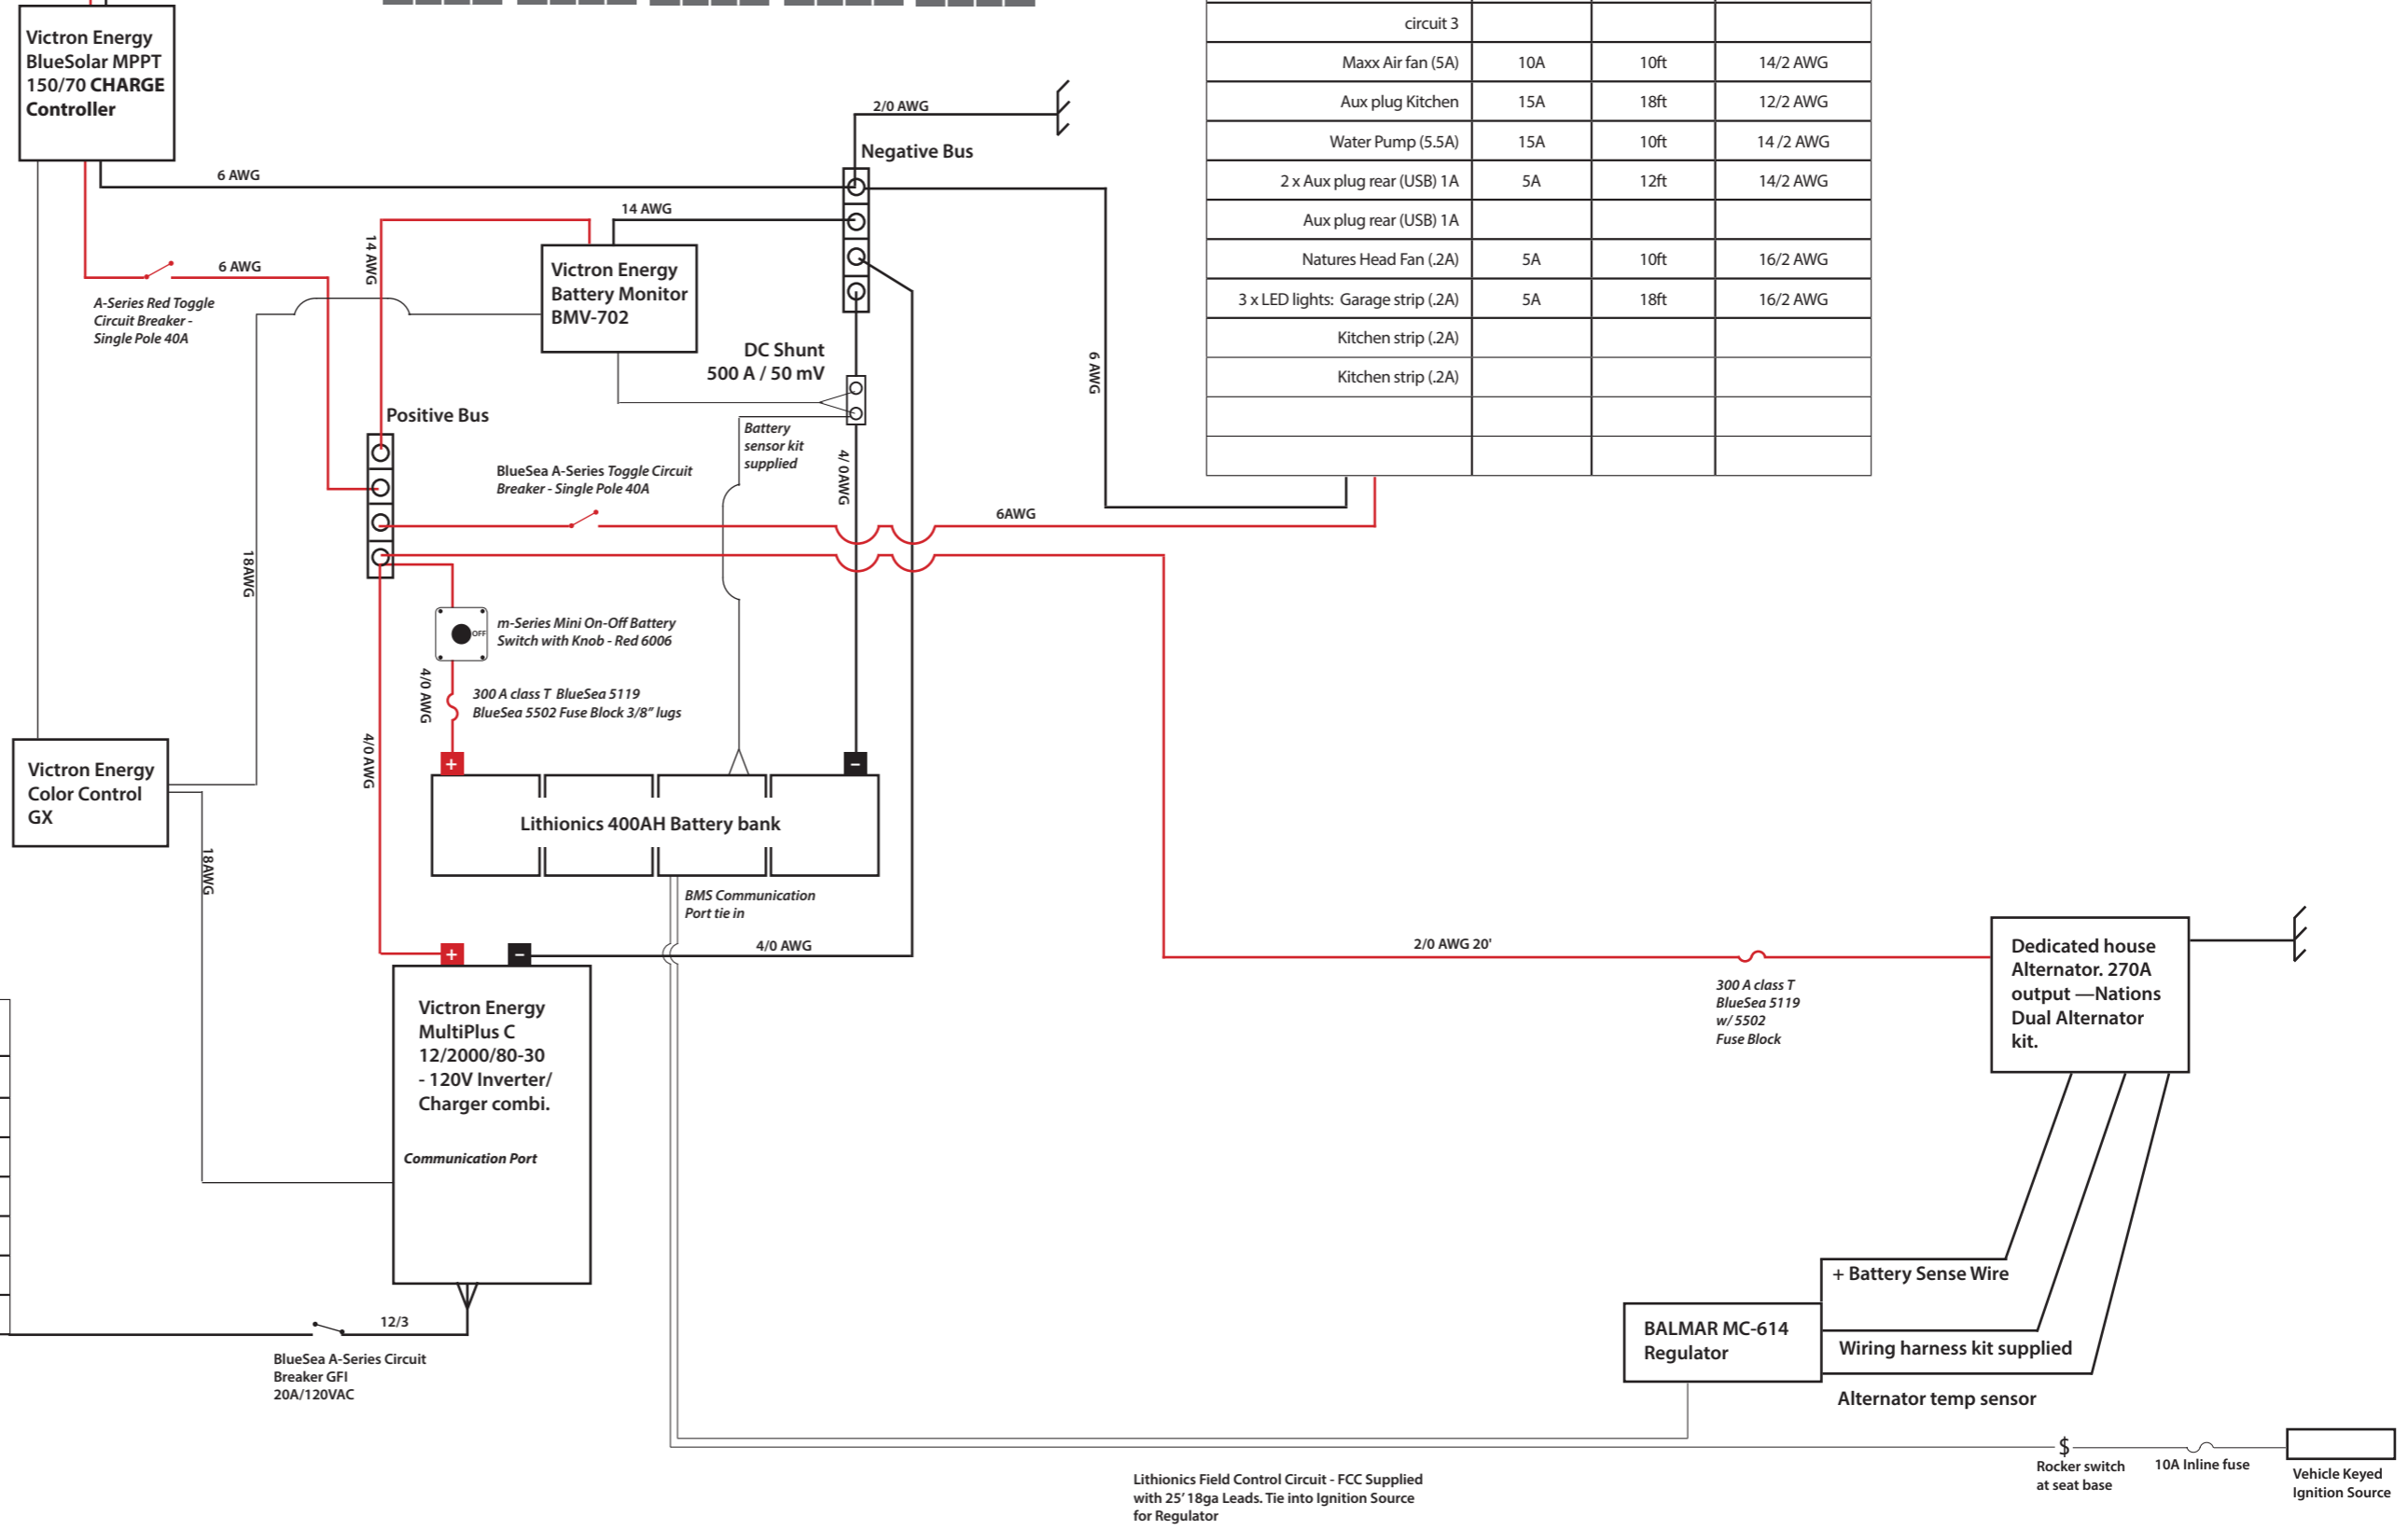 Victron Energy
BlueSolar MPPT
150/70 CHARGE
Controller
circuit 3
Maxx Air fan (5A) 10A 10ft 14/2 AWG
Aux plug Kitchen 15A 18ft 12/2 AWG
Water Pump (5.5A) 15A 10ft 14 /2 AWG
2 x Aux plug rear (USB) 1A 5A 12ft 14/2 AWG
Aux plug rear (USB) 1A
Natures Head Fan (.2A) 5A 10ft 16/2 AWG
3 x LED lights: Garage strip (.2A) 5A 18ft 16/2 AWG
Kitchen strip (.2A)
Kitchen strip (.2A)
2/0 AWG
Negative Bus
6 AWG
14 AWG
14 AWG
6 AWG
A-Series Red Toggle
Circuit Breaker -
Single Pole 40A
Victron Energy
Battery Monitor
BMV-702
DC Shunt
500 A / 50 mV
6 AWG
Positive Bus
Battery
sensor kit
supplied
4/ 0AWG
BlueSea A-Series Toggle Circuit
Breaker - Single Pole 40A
6AWG
18AWG
OFF
m-Series Mini On-Off Battery
Switch with Knob - Red 6006
4/0 AWG
300 A class T BlueSea 5119
BlueSea 5502 Fuse Block 3/8” lugs
4/0 AWG
+
–
Victron Energy
Color Control
GX
Lithionics 400AH Battery bank
18AWG
BMS Communication
Port tie in
+
–
4/0 AWG
2/0 AWG 20'
300 A class T
BlueSea 5119
w/ 5502
Fuse Block
Dedicated house
Alternator. 270A
output —Nations
Dual Alternator
kit.
Victron Energy
MultiPlus C
12/2000/80-30
- 120V Inverter/
Charger combi.
Communication Port
+ Battery Sense Wire
BALMAR MC-614
Regulator
Wiring harness kit supplied
Alternator temp sensor
12/3
BlueSea A-Series Circuit
Breaker GFI
20A/120VAC
$
Rocker switch
at seat base
10A Inline fuse
Vehicle Keyed
Ignition Source
Lithionics Field Control Circuit - FCC Supplied
with 25’ 18ga Leads. Tie into Ignition Source
for Regulator